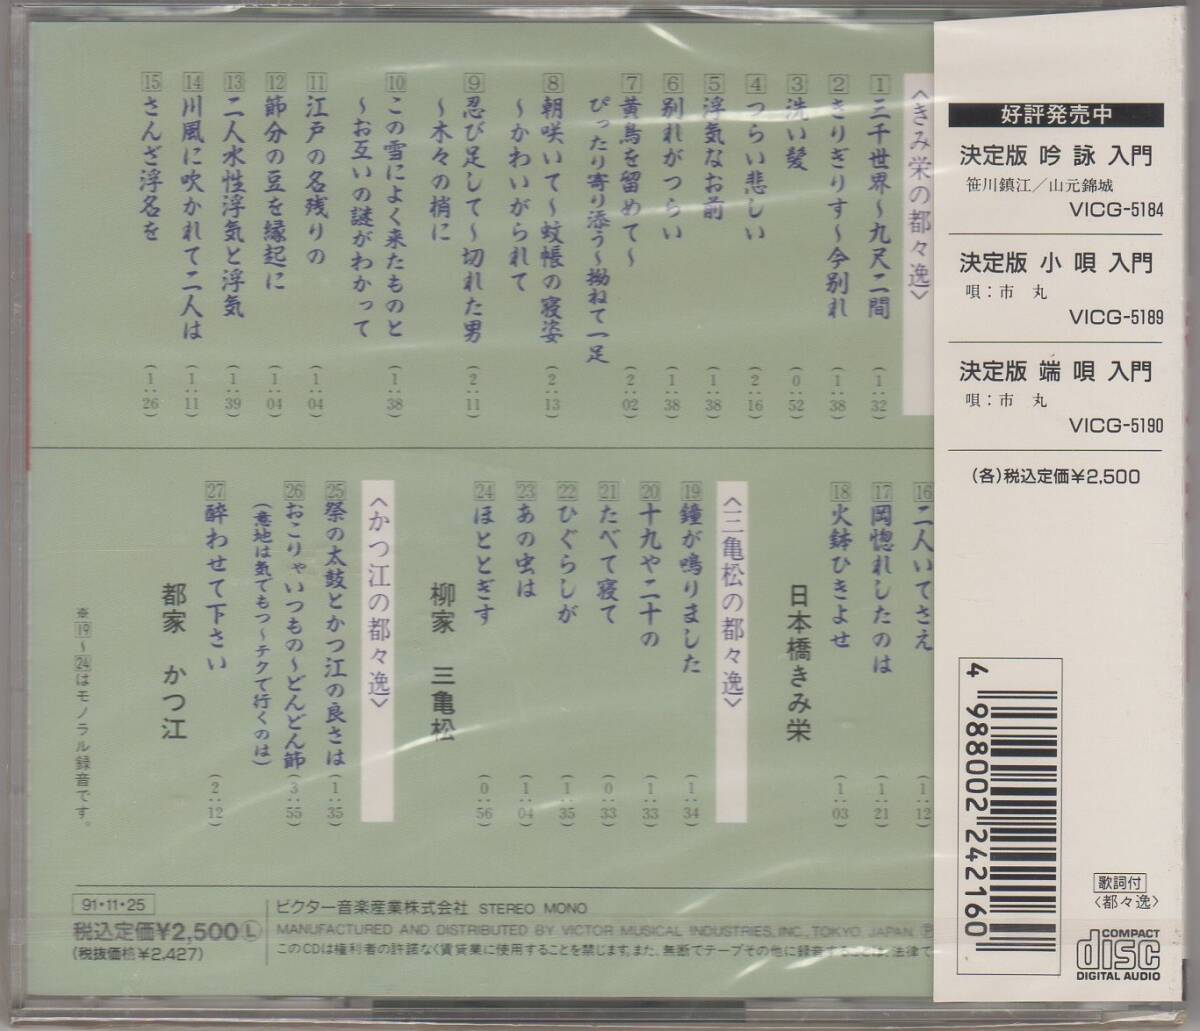 〈きみ栄の都々逸〉
1 三千世界〜九尺二間 (1:32)
2 きりぎりす〜今別れ (1:38)
3 洗い髪 (0:52)
4 つらい悲しい (2:16)
5 浮気なお前 (1:38)
6 別れがつらい (1:38)
7 黄鳥を留めて〜
ぴったり寄り添う〜拗ねて一足 (2:02)
8 朝咲いて〜蚊帳の寝姿
〜かわいがられて (2:13)
9 忍び足して〜切れた男
〜木々の梢に (2:11)
10 この雪によく来たものと
〜お互いの謎がわかって (1:38)
11 江戸の名残りの (1:04)
12 節分の豆を縁起に (1:04)
13 二人水性浮気と浮気 (1:39)
14 川風に吹かれて二人は (1:11)
15 さんざ浮名を (1:26)
16 二人いてさえ (1:12)
17 岡惚れしたのは (1:21)
18 火鉢ひきよせ (1:03)
日本橋きみ栄
〈三亀松の都々逸〉
19 鐘が鳴りました (1:34)
20 十九や二十の (1:33)
21 たべて寝て (0:33)
22 ひぐらしが (1:35)
23 あの虫は (1:04)
24 ほととぎす (0:56)
柳家 三亀松
〈かつ江の都々逸〉
25 祭の太鼓とかつ江の良さは (1:35)
26 おこりゃいつもの〜どんどん節
(意地は気でもつ〜テクで行くのは) (3:55)
27 酔わせて下さい (2:12)
都家 かつ江
※19〜24はモノラル録音です。
91・11・25
税込定価¥2,500 Ⓛ
(税抜価格¥2,427)
ビクター音楽産業株式会社 STEREO MONO
MANUFACTURED AND DISTRIBUTED BY VICTOR MUSICAL INDUSTRIES, INC., TOKYO, JAPAN Ⓟ
このCDは権利者の許諾なく賃貸業に使用することを禁じます。また、無断でテープその他に録音することは、法律で
好評発売中
決定版 吟詠 入門
笹川鎮江／山元錦城
VICG-5184
決定版 小唄 入門
唄：市 丸
VICG-5189
決定版 端唄 入門
唄：市 丸
VICG-5190
(各)税込定価¥2,500
4 988002 242160
歌詞付
〈都々逸〉
COMPACT
disc
DIGITAL AUDIO